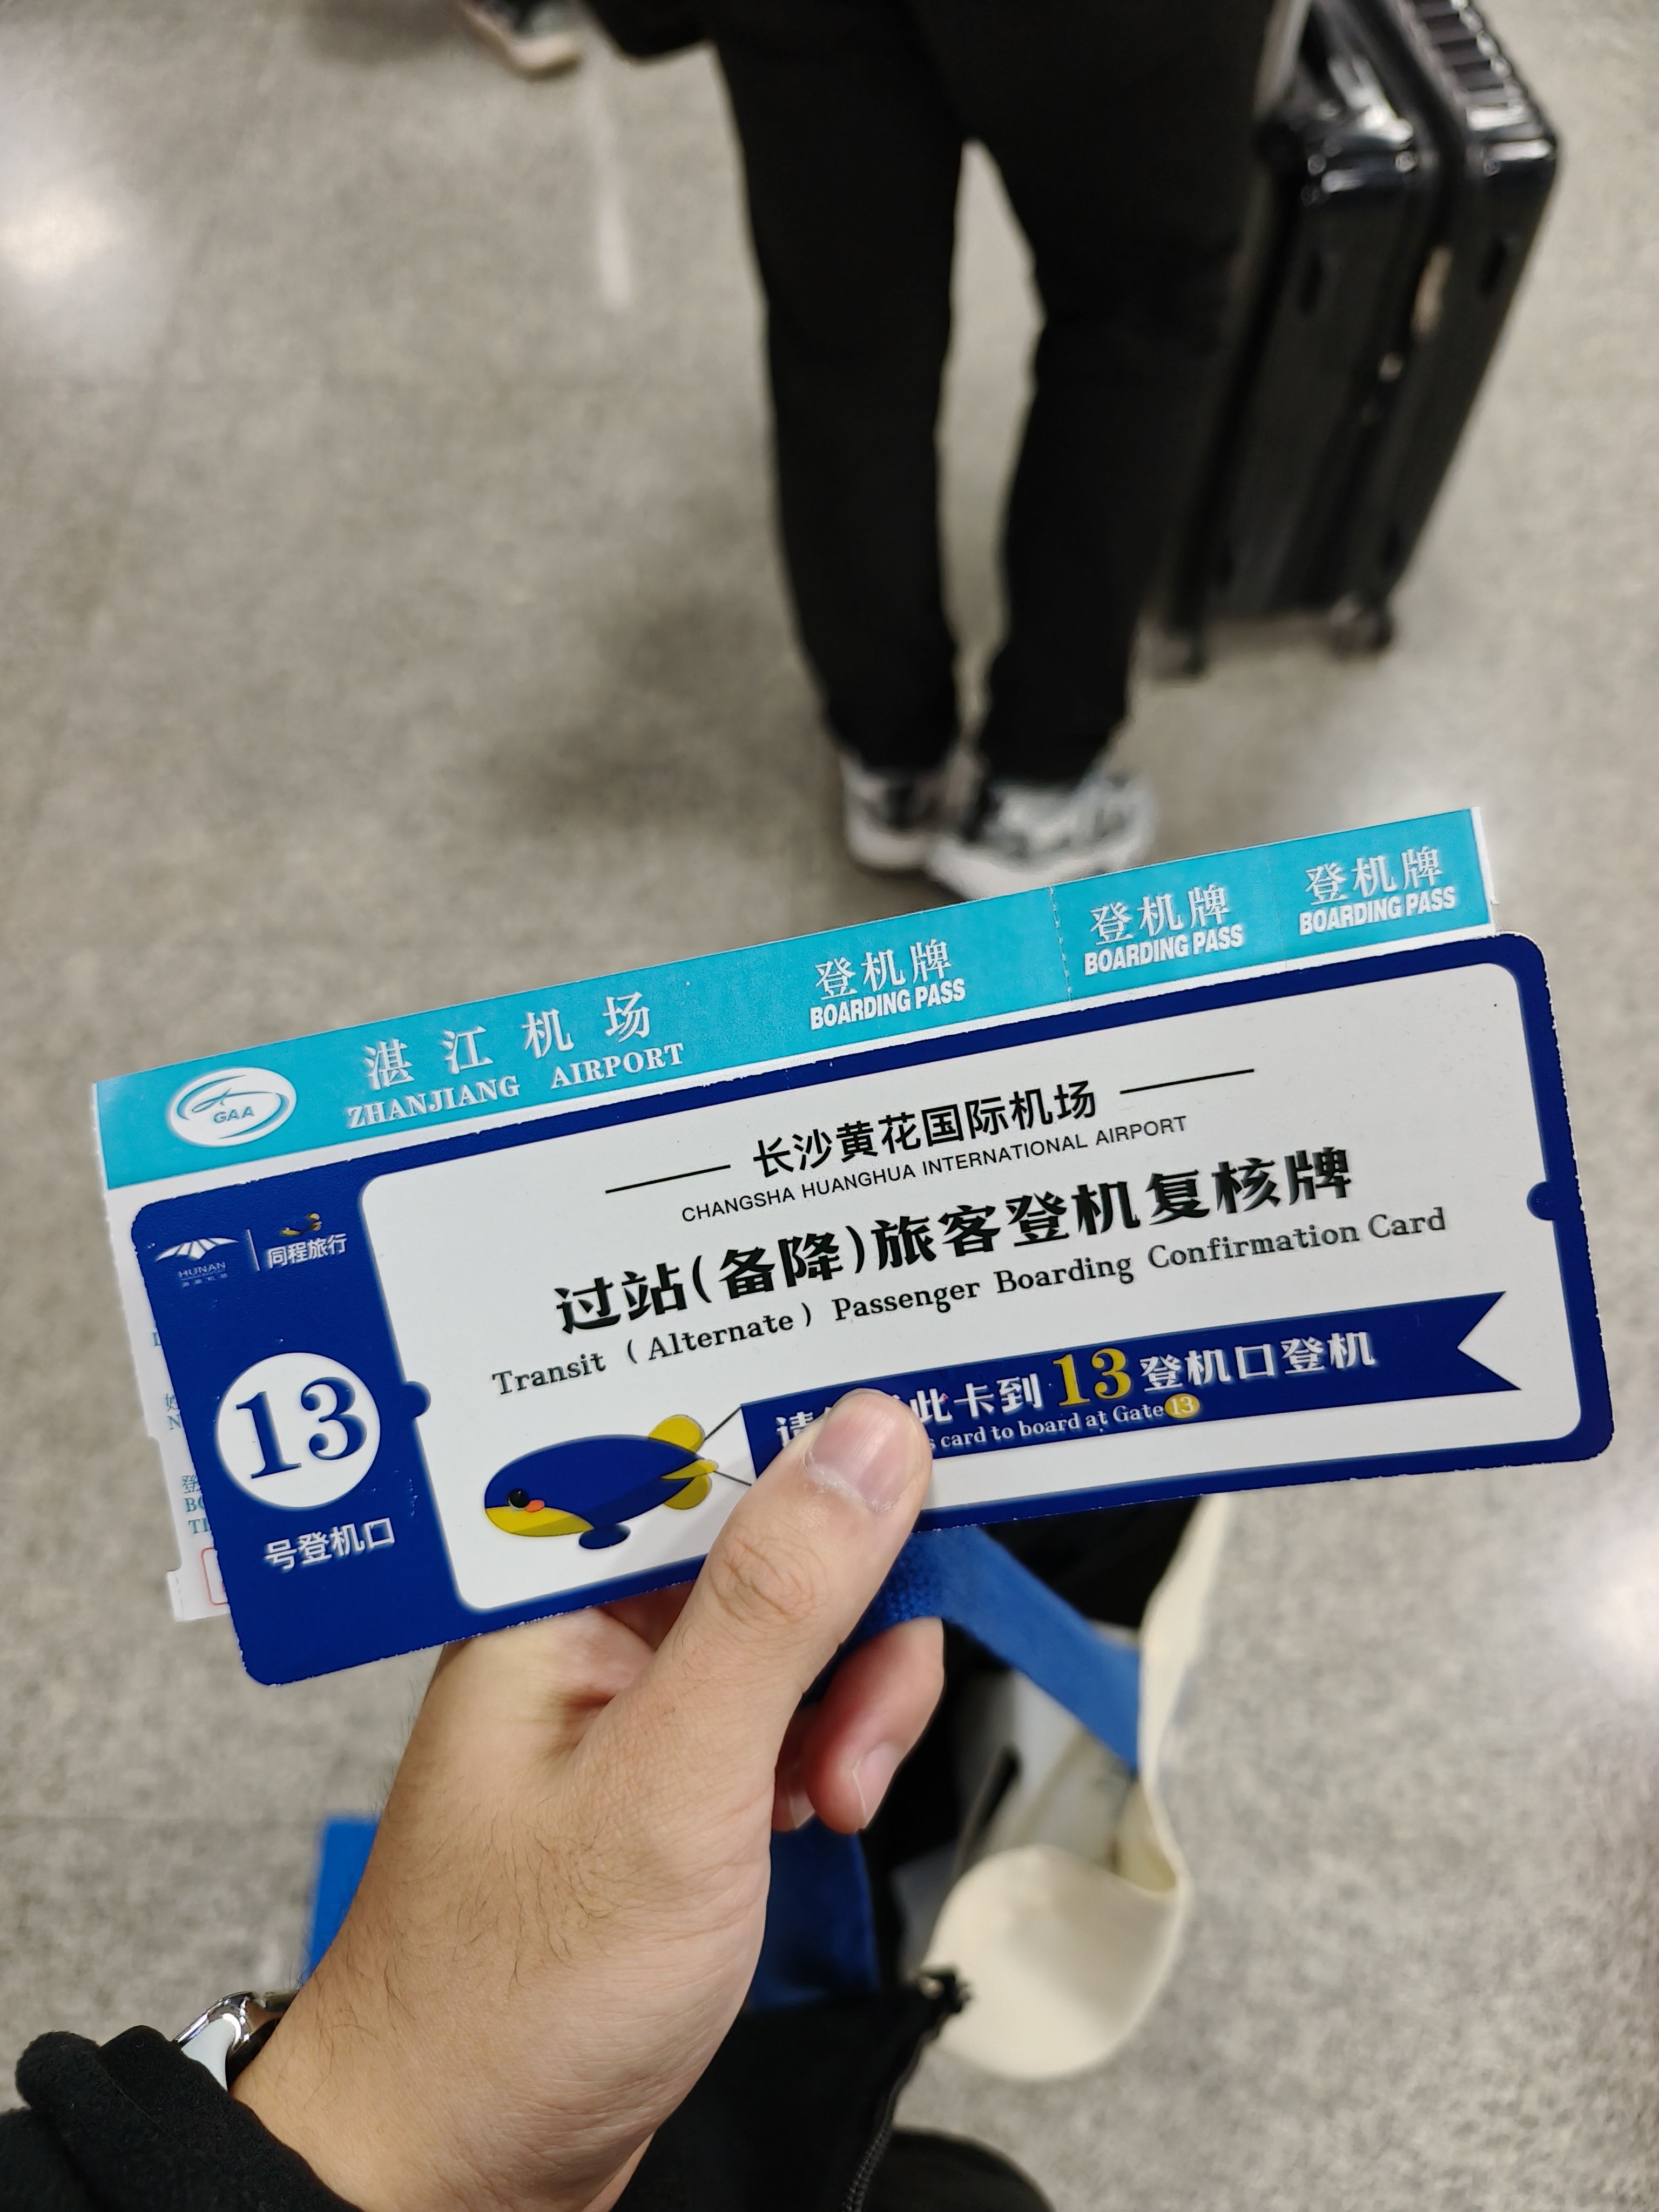 湛江机场
ZHANJIANG AIRPORT
GAA
登机牌
BOARDING PASS
登机牌
BOARDING PASS
登机牌
BOARDING PASS
长沙黄花国际机场
CHANGSHA HUANGHUA INTERNATIONAL AIRPORT
过站(备降)旅客登机复核牌
Transit (Alternate) Passenger Boarding Confirmation Card
HUNAN
同程旅行
13
号登机口
请 此卡到13登机口登机
card to board at Gate 13